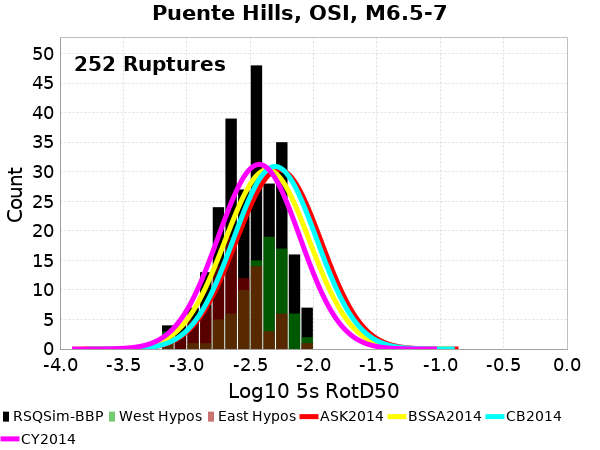 Puente Hills, OSI, M6.5-7
252 Ruptures
Count
50
45
40
35
30
25
20
15
10
5
0
-4.0 -3.5 -3.0 -2.5 -2.0 -1.5 -1.0 -0.5 0.0
Log10 5s RotD50
RSQSim-BBP West Hypos East Hypos ASK2014 BSSA2014 CB2014
CY2014